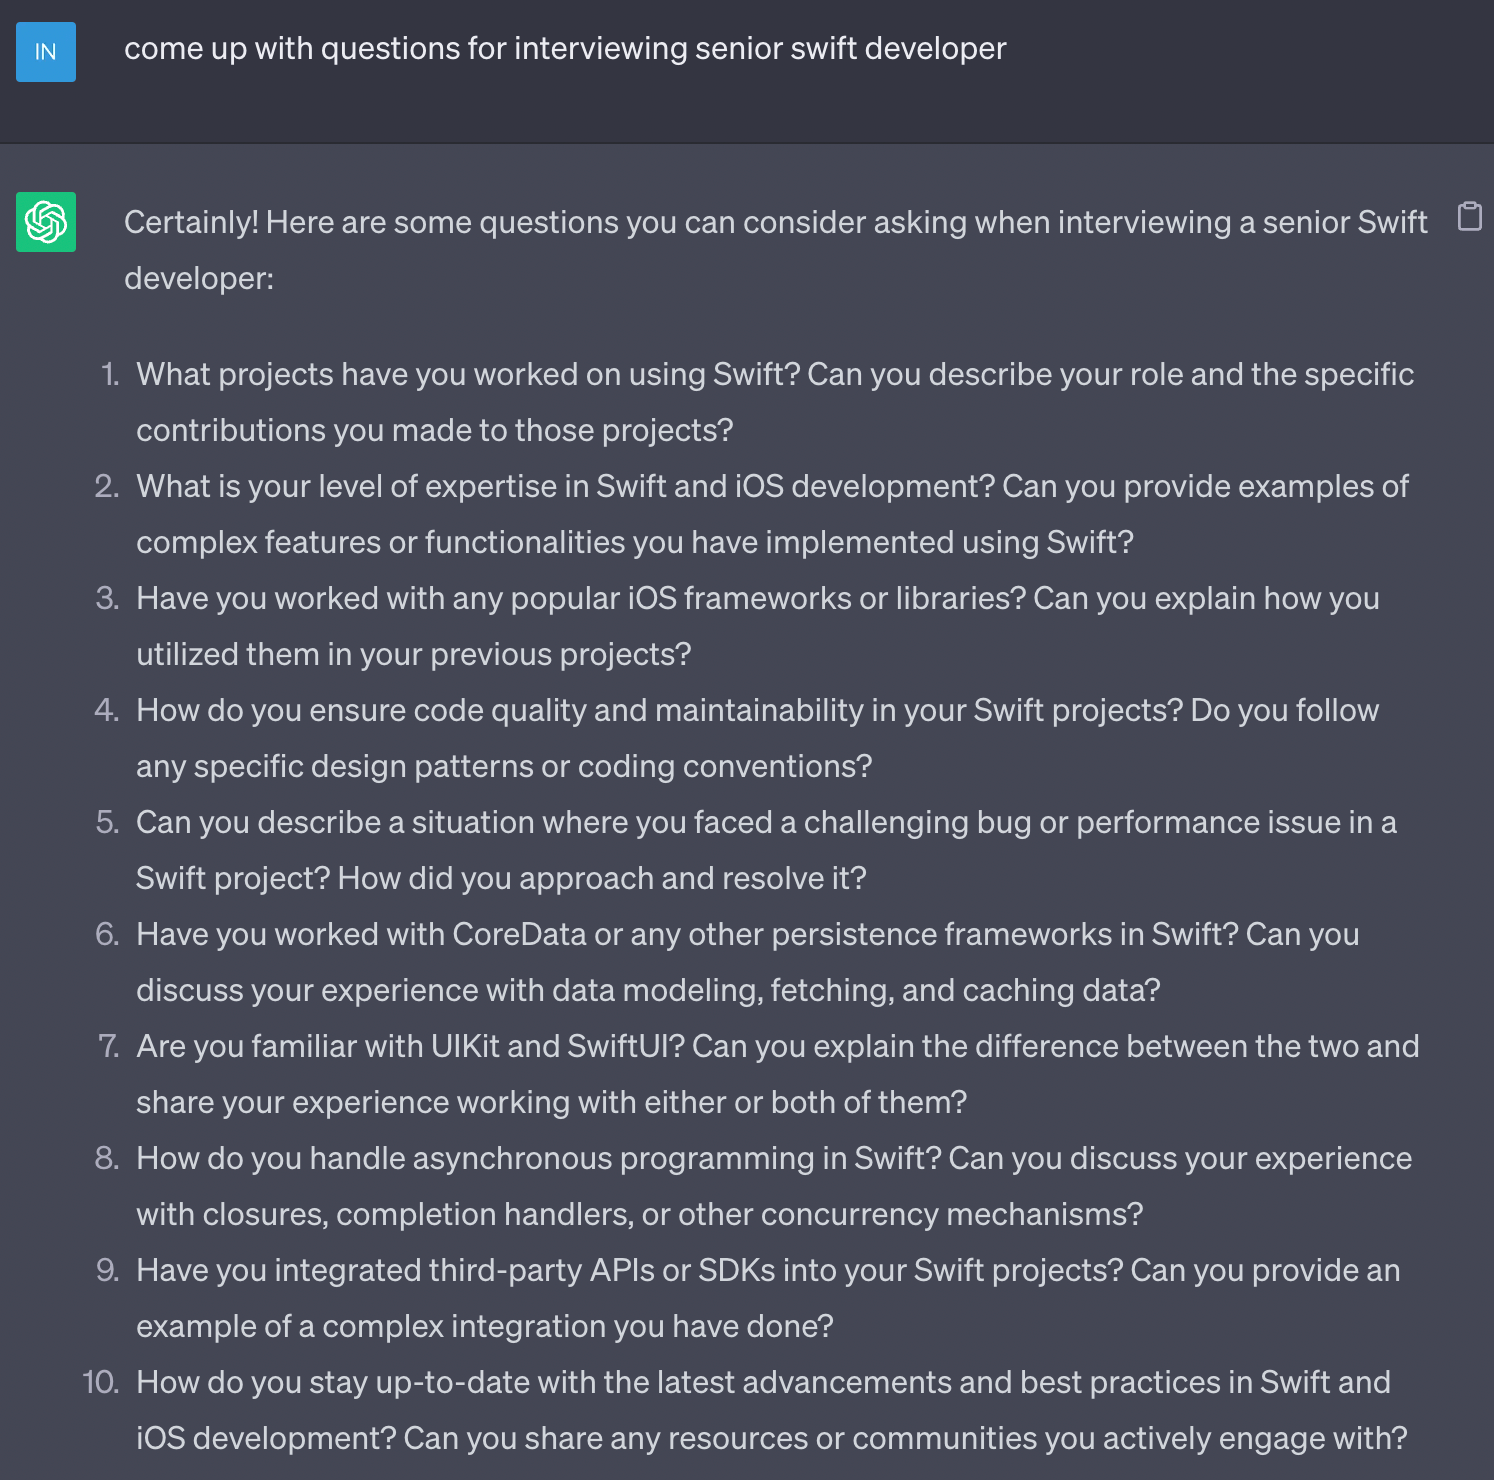 IN
come up with questions for interviewing senior swift developer
Certainly! Here are some questions you can consider asking when interviewing a senior Swift
developer:
1. What projects have you worked on using Swift? Can you describe your role and the specific
contributions you made to those projects?
2. What is your level of expertise in Swift and iOS development? Can you provide examples of
complex features or functionalities you have implemented using Swift?
3. Have you worked with any popular iOS frameworks or libraries? Can you explain how you
utilized them in your previous projects?
4. How do you ensure code quality and maintainability in your Swift projects? Do you follow
any specific design patterns or coding conventions?
5. Can you describe a situation where you faced a challenging bug or performance issue in a
Swift project? How did you approach and resolve it?
6. Have you worked with CoreData or any other persistence frameworks in Swift? Can you
discuss your experience with data modeling, fetching, and caching data?
7. Are you familiar with UIKit and SwiftUI? Can you explain the difference between the two and
share your experience working with either or both of them?
8. How do you handle asynchronous programming in Swift? Can you discuss your experience
with closures, completion handlers, or other concurrency mechanisms?
9. Have you integrated third-party APIs or SDKs into your Swift projects? Can you provide an
example of a complex integration you have done?
10. How do you stay up-to-date with the latest advancements and best practices in Swift and
iOS development? Can you share any resources or communities you actively engage with?